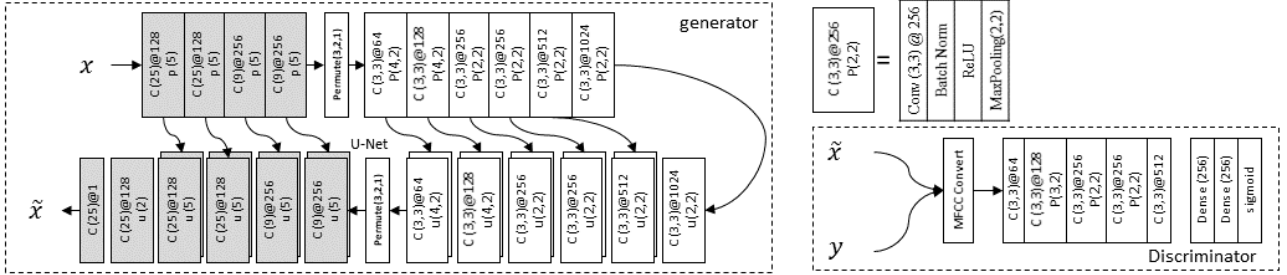 generator
x
C (25)@128
p (5)
C (25)@128
p (5)
C (9)@256
p (5)
C (9)@256
p (5)
Permute(3,2,1)
C (3,3)@64
P(4,2)
C (3,3)@128
P(4,2)
C (3,3)@256
P(2,2)
C (3,3)@256
P(2,2)
C (3,3)@512
P(2,2)
C (3,3)@1024
P(2,2)
U-Net
x̃
C (25)@1
C (25)@128
u(2)
C (25)@128
u (5)
C (25)@128
u (5)
C (9)@256
u (5)
C (9)@256
u (5)
Permute(3,2,1)
C (3,3)@64
u(4,2)
C (3,3)@128
u(4,2)
C (3,3)@256
u(2,2)
C (3,3)@256
u(2,2)
C (3,3)@512
u(2,2)
C (3,3)@1024
u(2,2)
C (3,3)@256
P(2,2)
=
Conv (3,3) @ 256
Batch Norm
ReLU
MaxPooling(2,2)
x̃
y
MFCC Convert
C (3,3)@64
C (3,3)@128
P(3,2)
C (3,3)@256
P(2,2)
C (3,3)@256
P(2,2)
C (3,3)@512
Dense (256)
Dense (256)
sigmoid
Discriminator